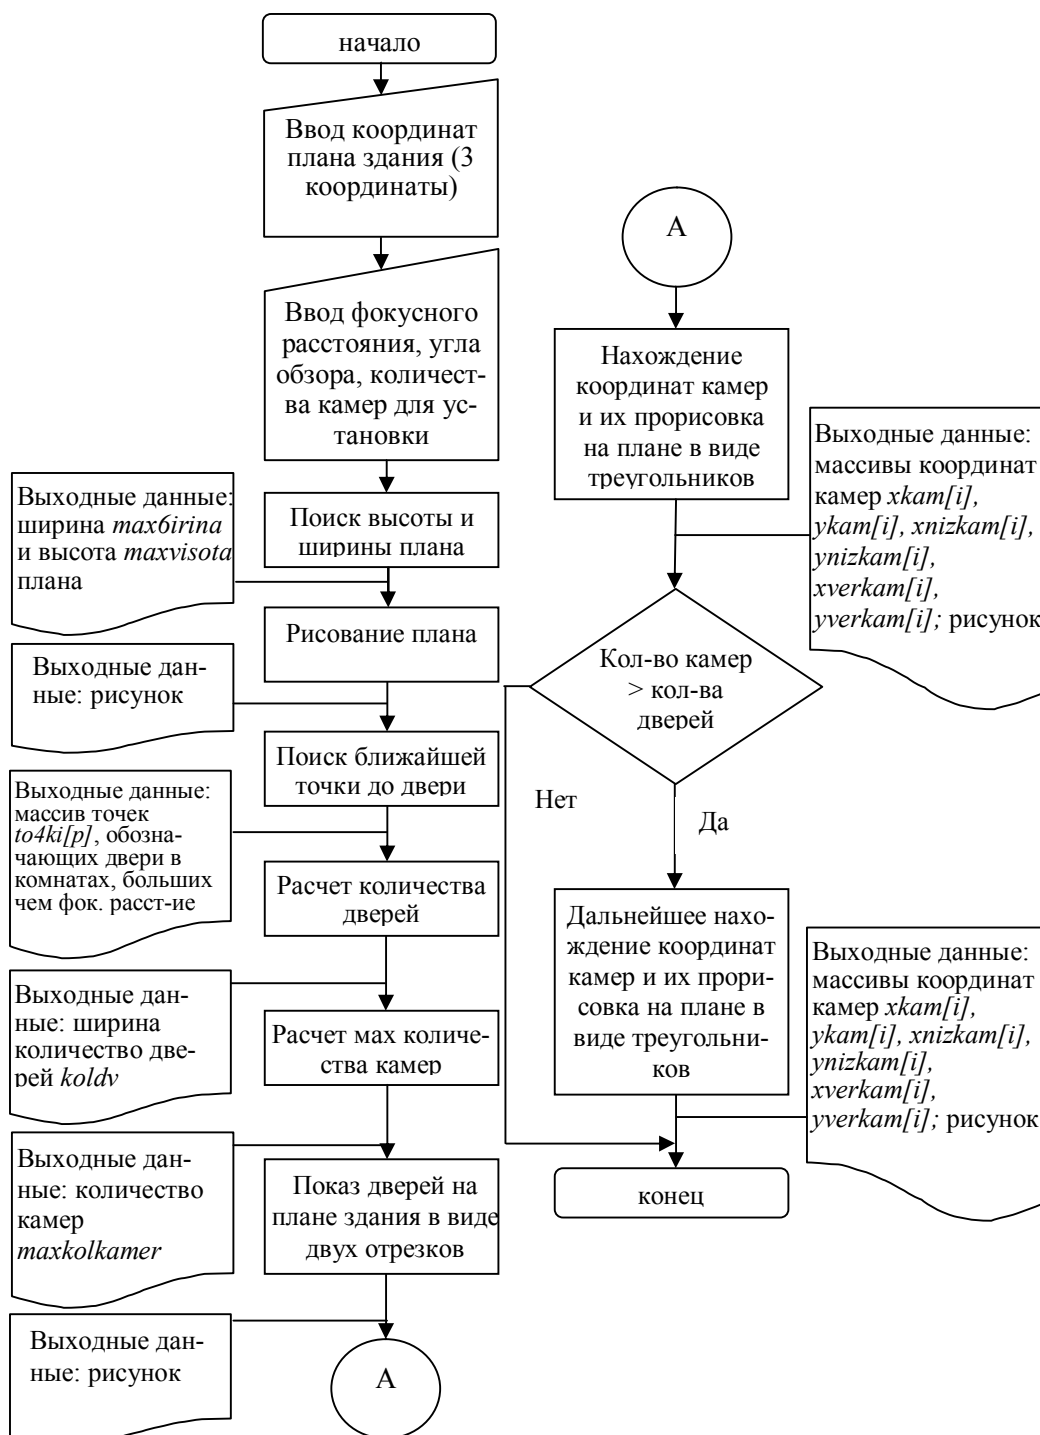 начало
Ввод координат
плана здания (3
координаты)
Ввод фокусного
расстояния, угла
обзора, количест-
ва камер для ус-
тановки
Поиск высоты и
ширины плана
Выходные данные:
ширина max6irina
и высота maxvisota
плана
Рисование плана
Выходные дан-
ные: рисунок
Поиск ближайшей
точки до двери
Выходные данные:
массив точек
to4ki[p], обозна-
чающих двери в
комнатах, больших
чем фок. расст-ие
Расчет количества
дверей
Выходные дан-
ные: ширина
количество две-
рей koldv
Расчет мах количе-
ства камер
Выходные дан-
ные: количество
камер
maxkolkamer
Показ дверей на
плане здания в виде
двух отрезков
Выходные дан-
ные: рисунок
А
А
Нахождение
координат камер
и их прорисовка
на плане в виде
треугольников
Выходные данные:
массивы координат
камер xkam[i],
ykam[i], xnizkam[i],
ynizkam[i],
xverkam[i],
yverkam[i]; рисунок
Кол-во камер
> кол-ва
дверей
Нет
Да
Дальнейшее нахо-
ждение координат
камер и их прори-
совка на плане в
виде треугольни-
ков
Выходные данные:
массивы координат
камер xkam[i],
ykam[i], xnizkam[i],
ynizkam[i],
xverkam[i],
yverkam[i]; рисунок
конец